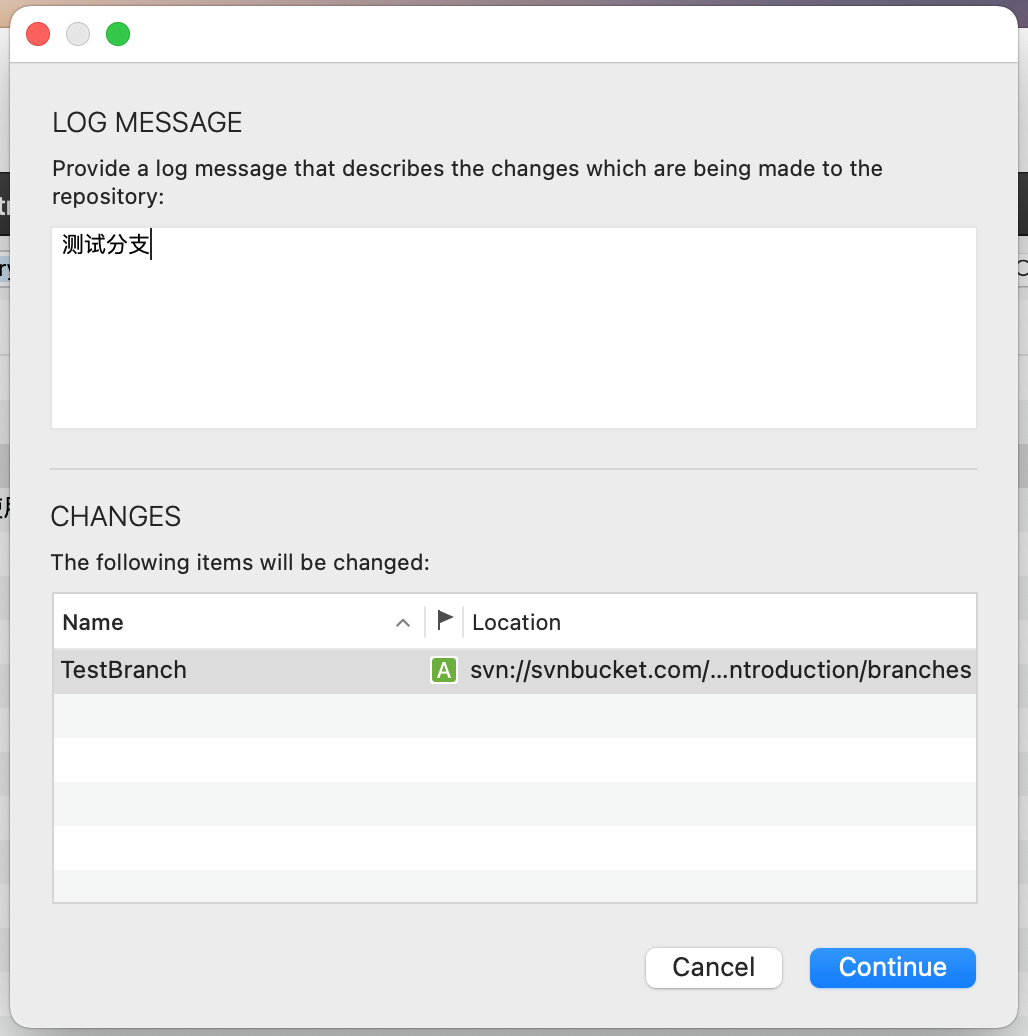 LOG MESSAGE
Provide a log message that describes the changes which are being made to the
repository:
测试分支
CHANGES
The following items will be changed:
Name Location
TestBranch A svn://svnbucket.com/...ntroduction/branches
Cancel Continue